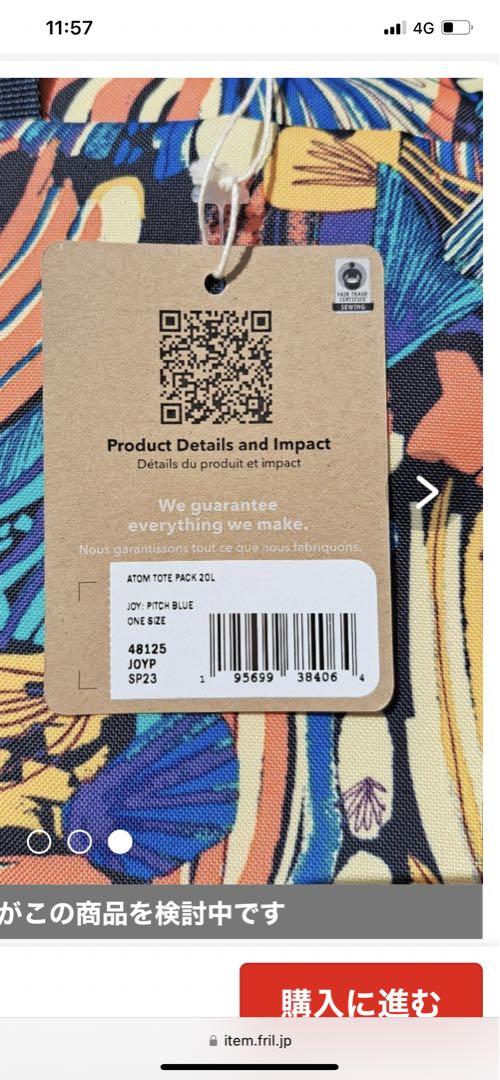 11:57
4G
FAIR TRADE
CERTIFIED
SEWING
Product Details and Impact
Détails du produit et impact
We guarantee
everything we make.
Nous garantissons tout ce que nous fabriquons.
ATOM TOTE PACK 20L
JOY: PITCH BLUE
ONE SIZE
48125
JOYP
SP23
1 95699 38406 4
がこの商品を検討中です
購入に進む
item.fril.jp